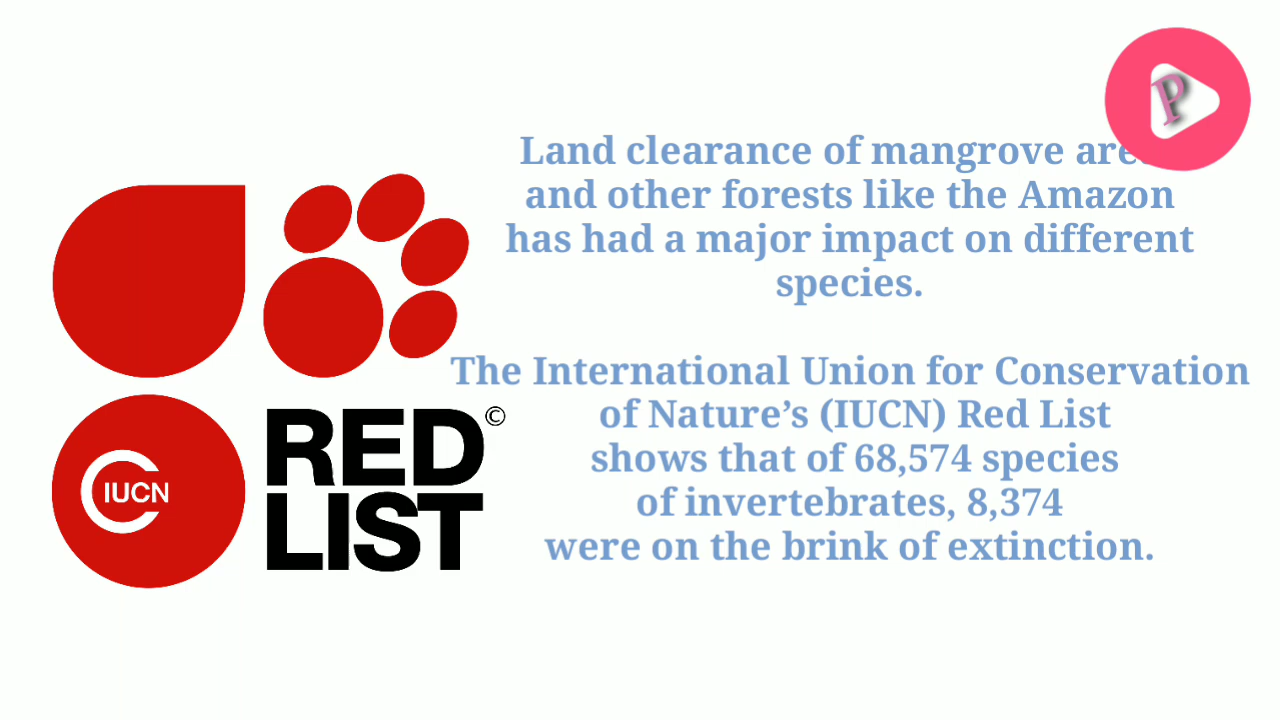 P
Land clearance of mangrove
and other forests like the Amazon
has had a major impact on different
species.
The International Union for Conservation
of Nature’s (IUCN) Red List
shows that of 68,574 species
of invertebrates, 8,374
were on the brink of extinction.
RED©
LIST
IUCN